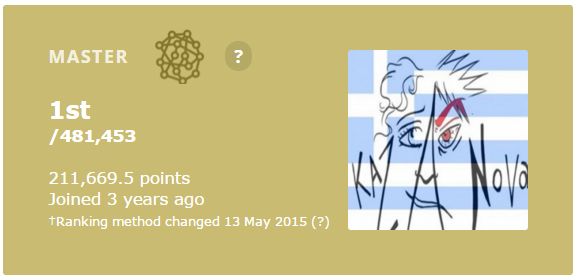 MASTER ?
1st
/481,453
211,669.5 points
Joined 3 years ago
†Ranking method changed 13 May 2015 (?)
KAZ NOVA